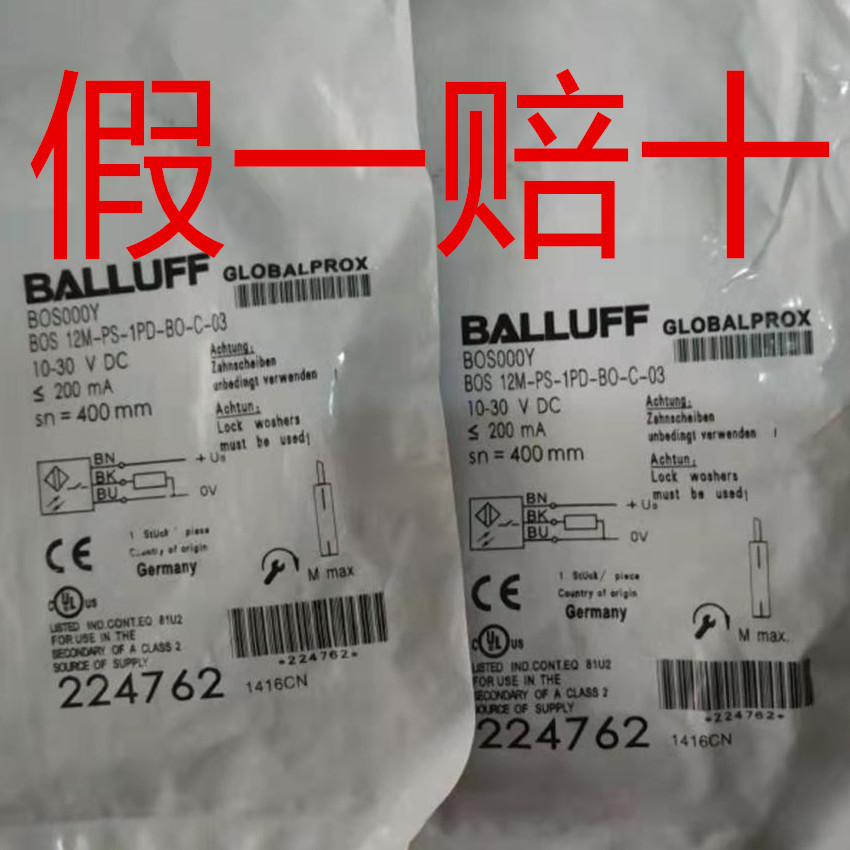 假一赔十
BALLUFF GLOBALPROX
BOS000Y
BOS 12M-PS-1PD-BO-C-03
10-30 V DC
≤ 200 mA
sn = 400 mm
Achtung:
Zahnscheiben
unbedingt verwenden !
Achtun:
Lock washers
must be used!
BN
BK
BU
+ UB
0V
CE
1 Stück/ piece
Country of origin
Germany
M max
c UL us
LISTED IND.CONT.EQ 81U2
FOR USE IN THE
SECONDARY OF A CLASS 2
SOURCE OF SUPPLY
224762
*224762*
1416CN
BALLUFF GLOBALPROX
BOS000Y
BOS 12M-PS-1PD-BO-C-03
10-30 V DC
≤ 200 mA
sn = 400 mm
Achtung:
Zahnscheiben
unbedingt verwenden !
Achtun:
Lock washers
must be used!
BN
BK
BU
+ UB
0V
CE
1 Stück/ piece
Country of origin
Germany
M max.
c UL us
LISTED IND.CONT.EQ 81U2
FOR USE IN THE
SECONDARY OF A CLASS 2
SOURCE OF SUPPLY
224762
*224762*
1416CN